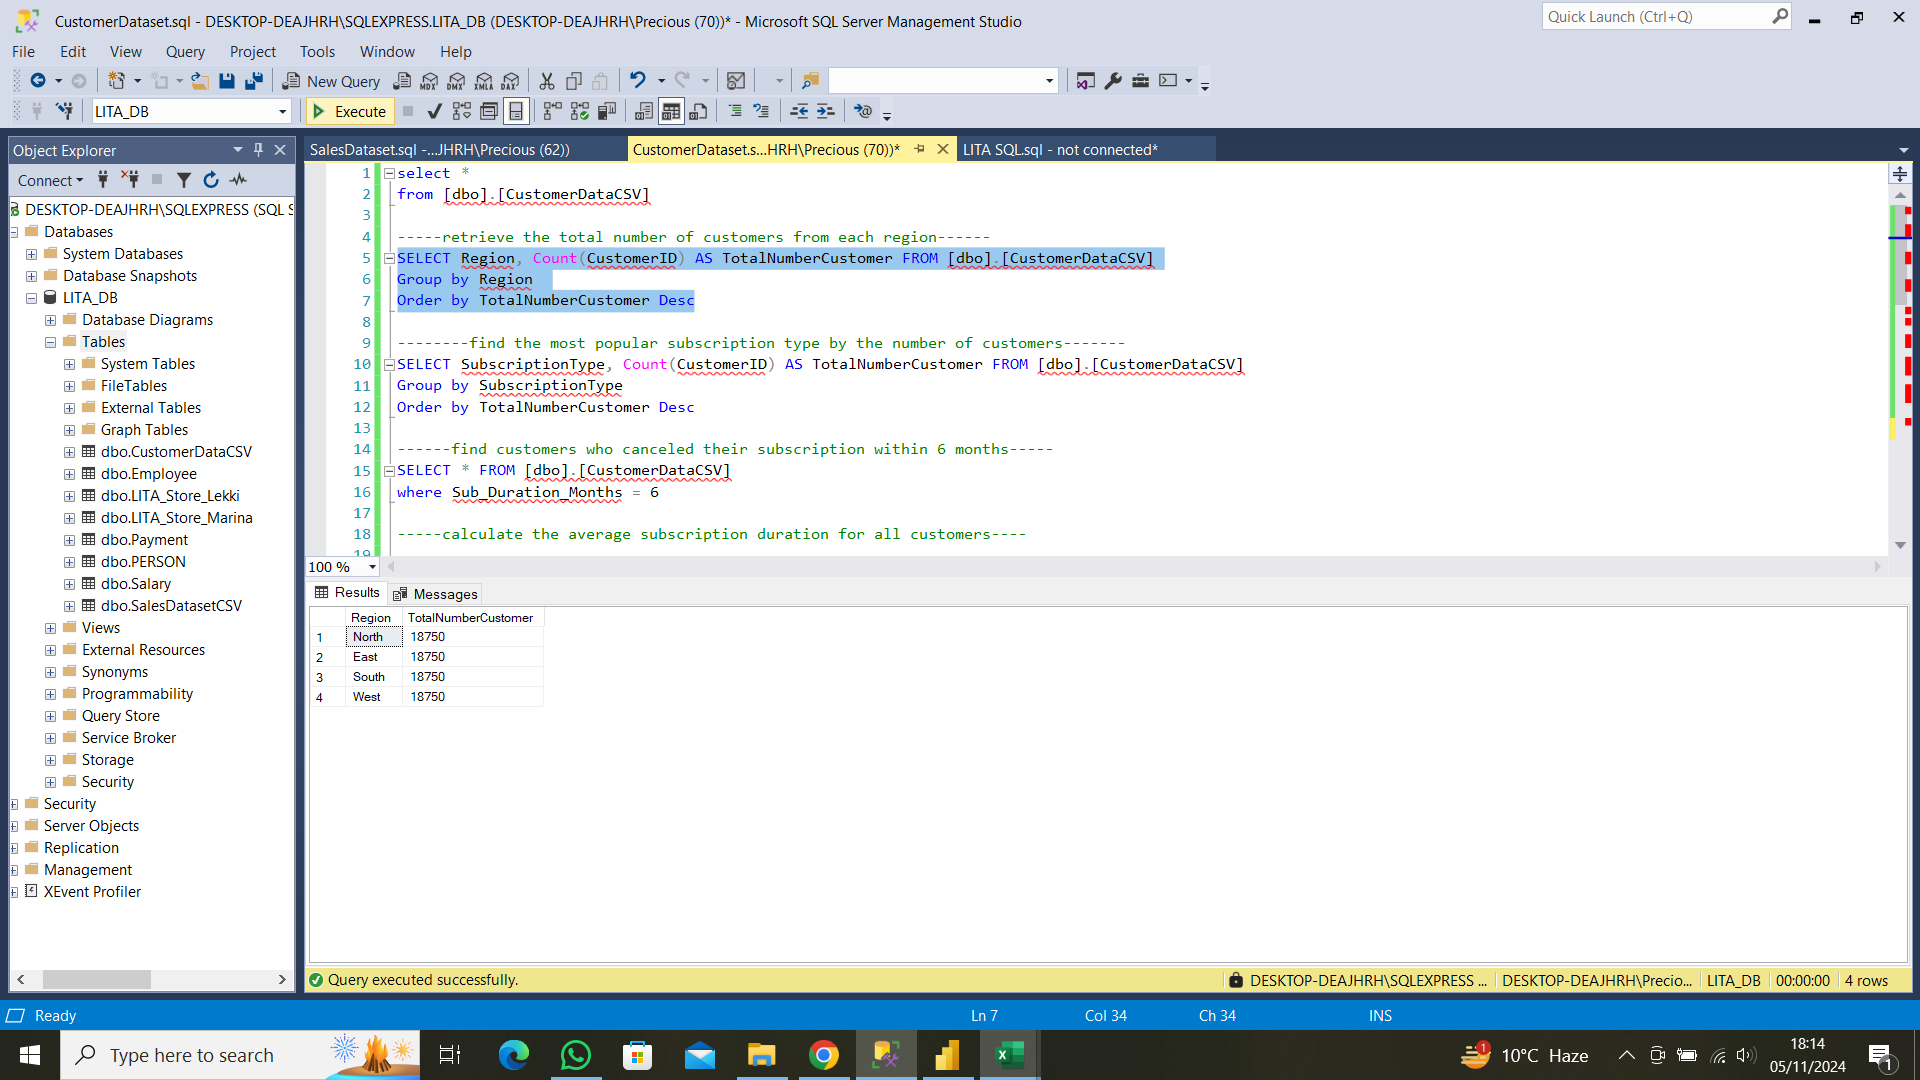 CustomerDataset.sql - DESKTOP-DEAJHRH\SQLEXPRESS.LITA_DB (DESKTOP-DEAJHRH\Precious (70))* - Microsoft SQL Server Management Studio
Quick Launch (Ctrl+Q)
File Edit View Query Project Tools Window Help
New Query
MDX DMX XMLA DAX
LITA_DB
Execute
Object Explorer
SalesDataset.sql -...JHRH\Precious (62))
CustomerDataset.s...HRH\Precious (70))*
LITA SQL.sql - not connected*
Connect
DESKTOP-DEAJHRH\SQLEXPRESS (SQL S
Databases
System Databases
Database Snapshots
LITA_DB
Database Diagrams
Tables
System Tables
FileTables
External Tables
Graph Tables
dbo.CustomerDataCSV
dbo.Employee
dbo.LITA_Store_Lekki
dbo.LITA_Store_Marina
dbo.Payment
dbo.PERSON
dbo.Salary
dbo.SalesDatasetCSV
Views
External Resources
Synonyms
Programmability
Query Store
Service Broker
Storage
Security
Security
Server Objects
Replication
Management
XEvent Profiler
1 select *
2 from [dbo].[CustomerDataCSV]
3
4 -----retrieve the total number of customers from each region------
5 SELECT Region, Count(CustomerID) AS TotalNumberCustomer FROM [dbo].[CustomerDataCSV]
6 Group by Region
7 Order by TotalNumberCustomer Desc
8
9 --------find the most popular subscription type by the number of customers-------
10 SELECT SubscriptionType, Count(CustomerID) AS TotalNumberCustomer FROM [dbo].[CustomerDataCSV]
11 Group by SubscriptionType
12 Order by TotalNumberCustomer Desc
13
14 ------find customers who canceled their subscription within 6 months-----
15 SELECT * FROM [dbo].[CustomerDataCSV]
16 where Sub_Duration_Months = 6
17
18 -----calculate the average subscription duration for all customers----
19
100 %
Results Messages
Region TotalNumberCustomer
1 North 18750
2 East 18750
3 South 18750
4 West 18750
Query executed successfully.
DESKTOP-DEAJHRH\SQLEXPRESS ... DESKTOP-DEAJHRH\Precio... LITA_DB 00:00:00 4 rows
Ready
Ln 7 Col 34 Ch 34 INS
Type here to search
1
10°C Haze
18:14
05/11/2024
1